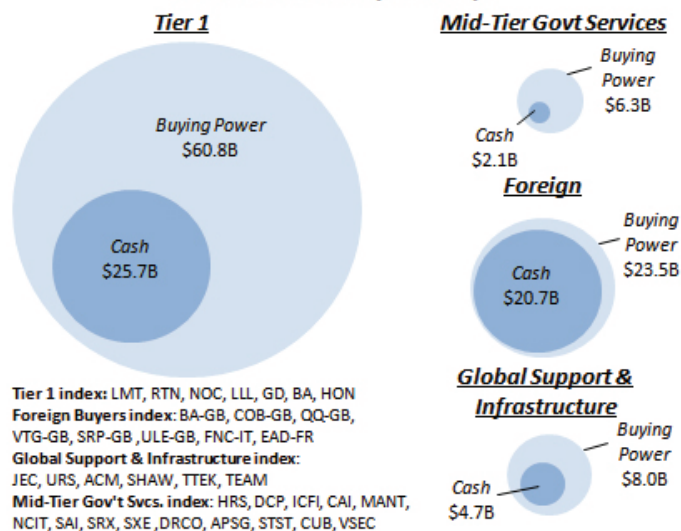 Tier 1
Buying Power
$60.8B
Cash
$25.7B
Mid-Tier Govt Services
Buying
Power
$6.3B
Cash
$2.1B
Foreign
Buying
Power
$23.5B
Cash
$20.7B
Global Support &
Infrastructure
Buying
Power
$8.0B
Cash
$4.7B
Tier 1 index: LMT, RTN, NOC, LLL, GD, BA, HON
Foreign Buyers index: BA-GB, COB-GB, QQ-GB,
VTG-GB, SRP-GB ,ULE-GB, FNC-IT, EAD-FR
Global Support & Infrastructure index:
JEC, URS, ACM, SHAW, TTEK, TEAM
Mid-Tier Gov't Svcs. index: HRS, DCP, ICFI, CAI, MANT,
NCIT, SAI, SRX, SXE ,DRCO, APSG, STST, CUB, VSEC